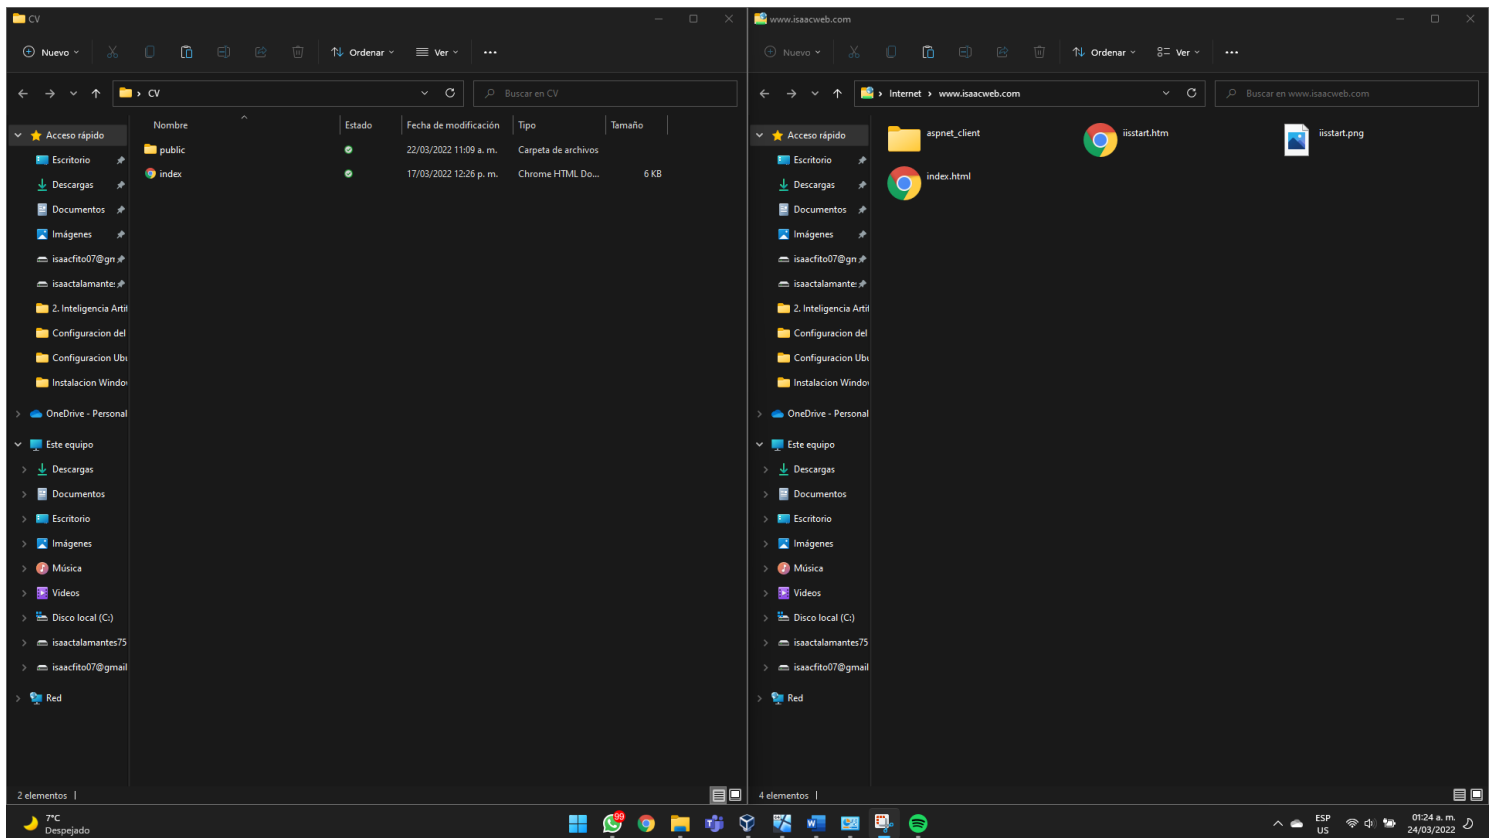 CV
Nuevo
Ordenar
Ver
CV
Buscar en CV
Acceso rápido
Escritorio
Descargas
Documentos
Imágenes
isaacfito07@gn
isaactalamante:
2. Inteligencia Artif
Configuracion del
Configuracion Ubu
Instalacion Window
OneDrive - Personal
Este equipo
Descargas
Documentos
Escritorio
Imágenes
Música
Videos
Disco local (C:)
isaactalamantes75
isaacfito07@gmail
Red
Nombre Estado Fecha de modificación Tipo Tamaño
public 22/03/2022 11:09 a. m. Carpeta de archivos
index 17/03/2022 12:26 p. m. Chrome HTML Do... 6 KB
2 elementos
www.isaacweb.com
Nuevo
Ordenar
Ver
Internet › www.isaacweb.com
Buscar en www.isaacweb.com
Acceso rápido
Escritorio
Descargas
Documentos
Imágenes
isaacfito07@gn
isaactalamante:
2. Inteligencia Artif
Configuracion del
Configuracion Ubu
Instalacion Window
OneDrive - Personal
Este equipo
Descargas
Documentos
Escritorio
Imágenes
Música
Videos
Disco local (C:)
isaactalamantes75
isaacfito07@gmail
Red
aspnet_client
iisstart.htm
iisstart.png
index.html
4 elementos
7°C
Despejado
99
ESP
US
01:24 a. m.
24/03/2022